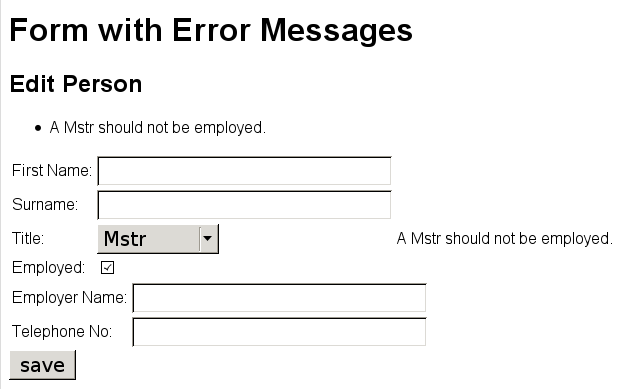 Form with Error Messages
Edit Person
• A Mstr should not be employed.
First Name:
Surname:
Title: Mstr A Mstr should not be employed.
Employed:
Employer Name:
Telephone No:
save